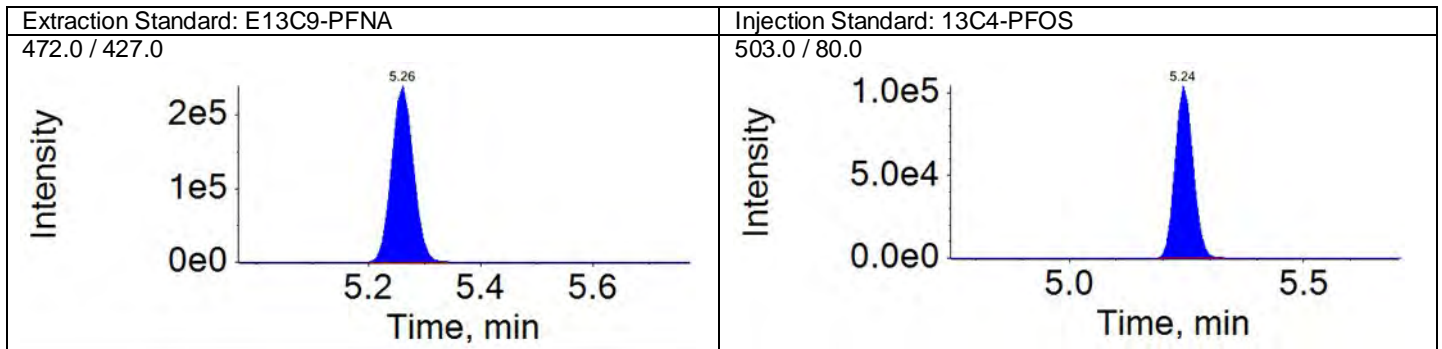 Extraction Standard: E13C9-PFNA
472.0 / 427.0
5.26
2e5
1e5
0e0
Intensity
5.2 5.4 5.6
Time, min
Injection Standard: 13C4-PFOS
503.0 / 80.0
5.24
1.0e5
5.0e4
0.0e0
Intensity
5.0 5.5
Time, min